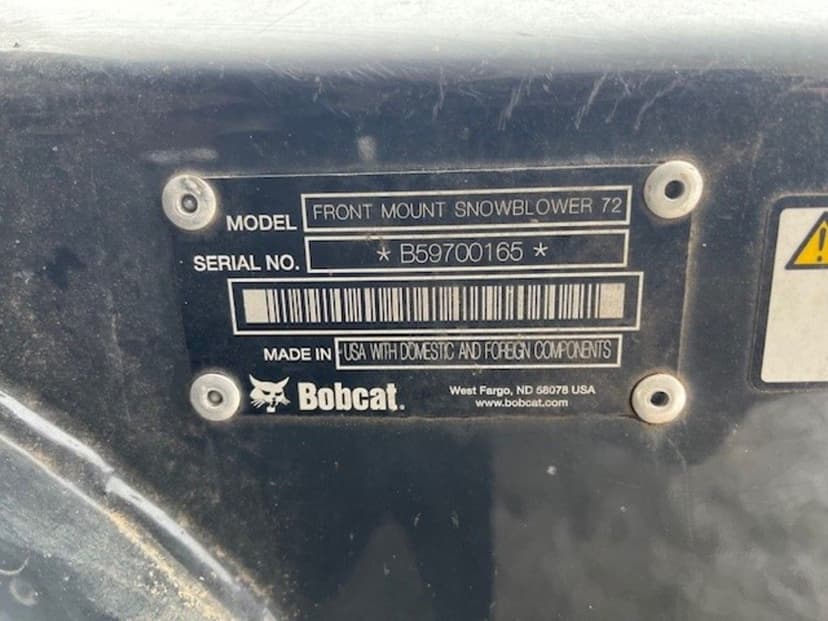 MODEL FRONT MOUNT SNOWBLOWER 72
SERIAL NO. * B59700165 *
MADE IN USA WITH DOMESTIC AND FOREIGN COMPONENTS
Bobcat. West Fargo, ND 58078 USA
www.bobcat.com